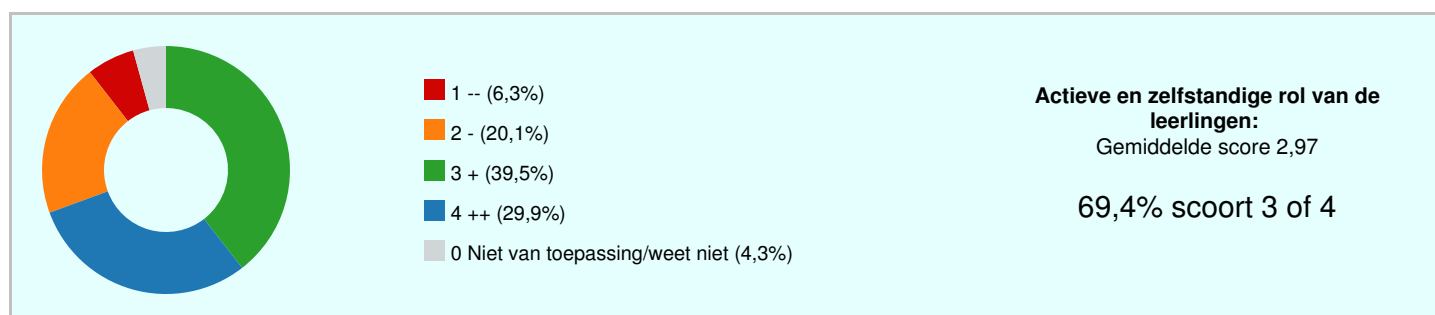 1 -- (6,3%)
2 - (20,1%)
3 + (39,5%)
4 ++ (29,9%)
0 Niet van toepassing/weet niet (4,3%)
Actieve en zelfstandige rol van de
leerlingen:
Gemiddelde score 2,97
69,4% scoort 3 of 4